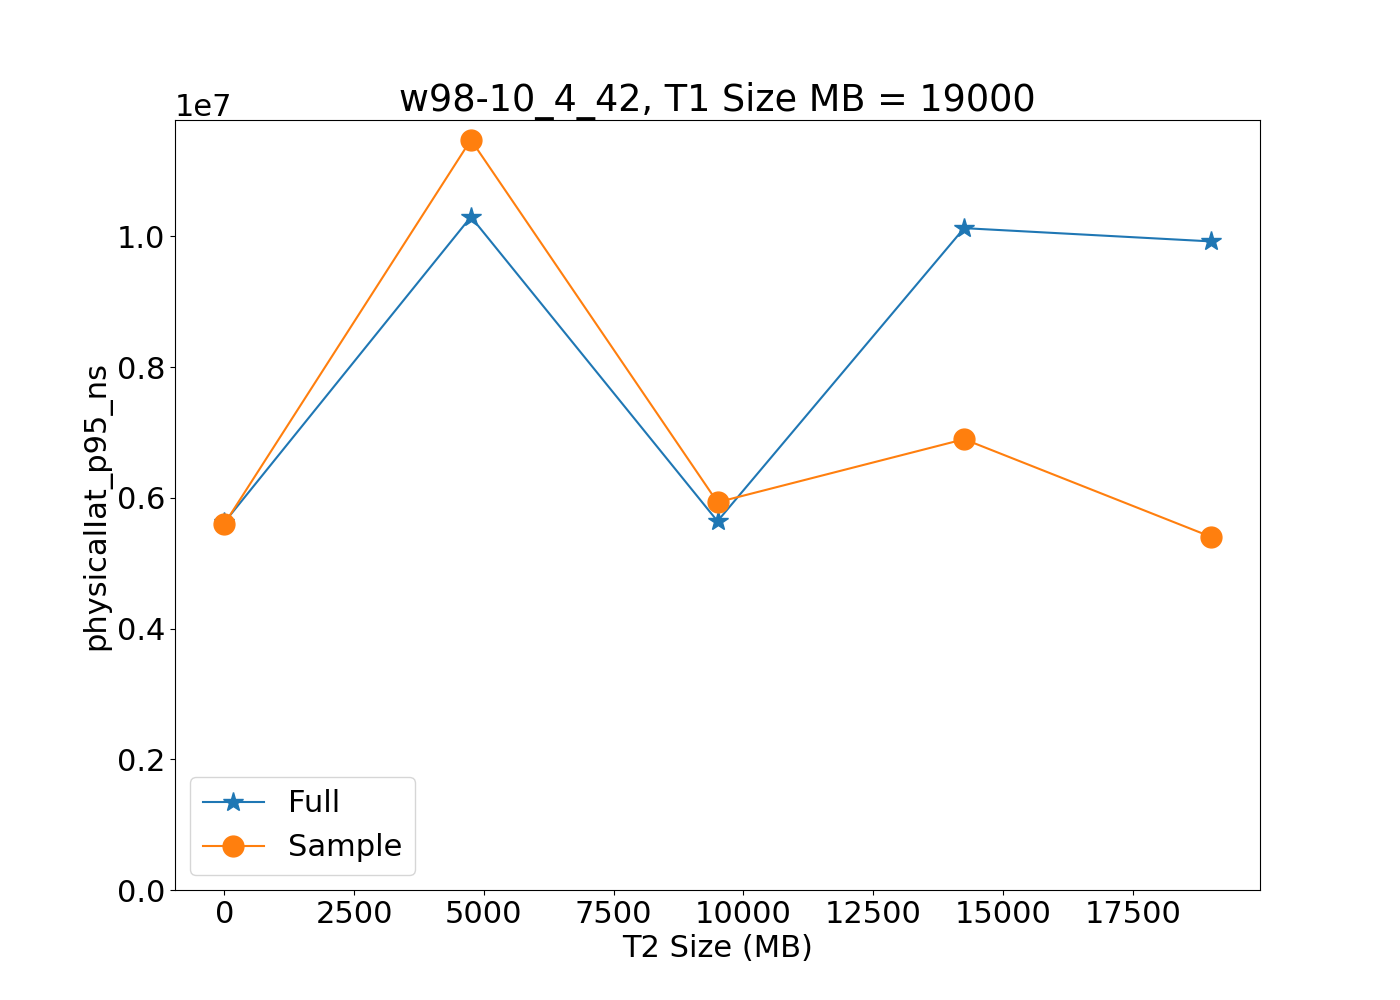 w98-10_4_42, T1 Size MB = 19000
1e7
1.0
0.8
0.6
0.4
0.2
0.0
physicallat_p95_ns
Full
Sample
0 2500 5000 7500 10000 12500 15000 17500
T2 Size (MB)